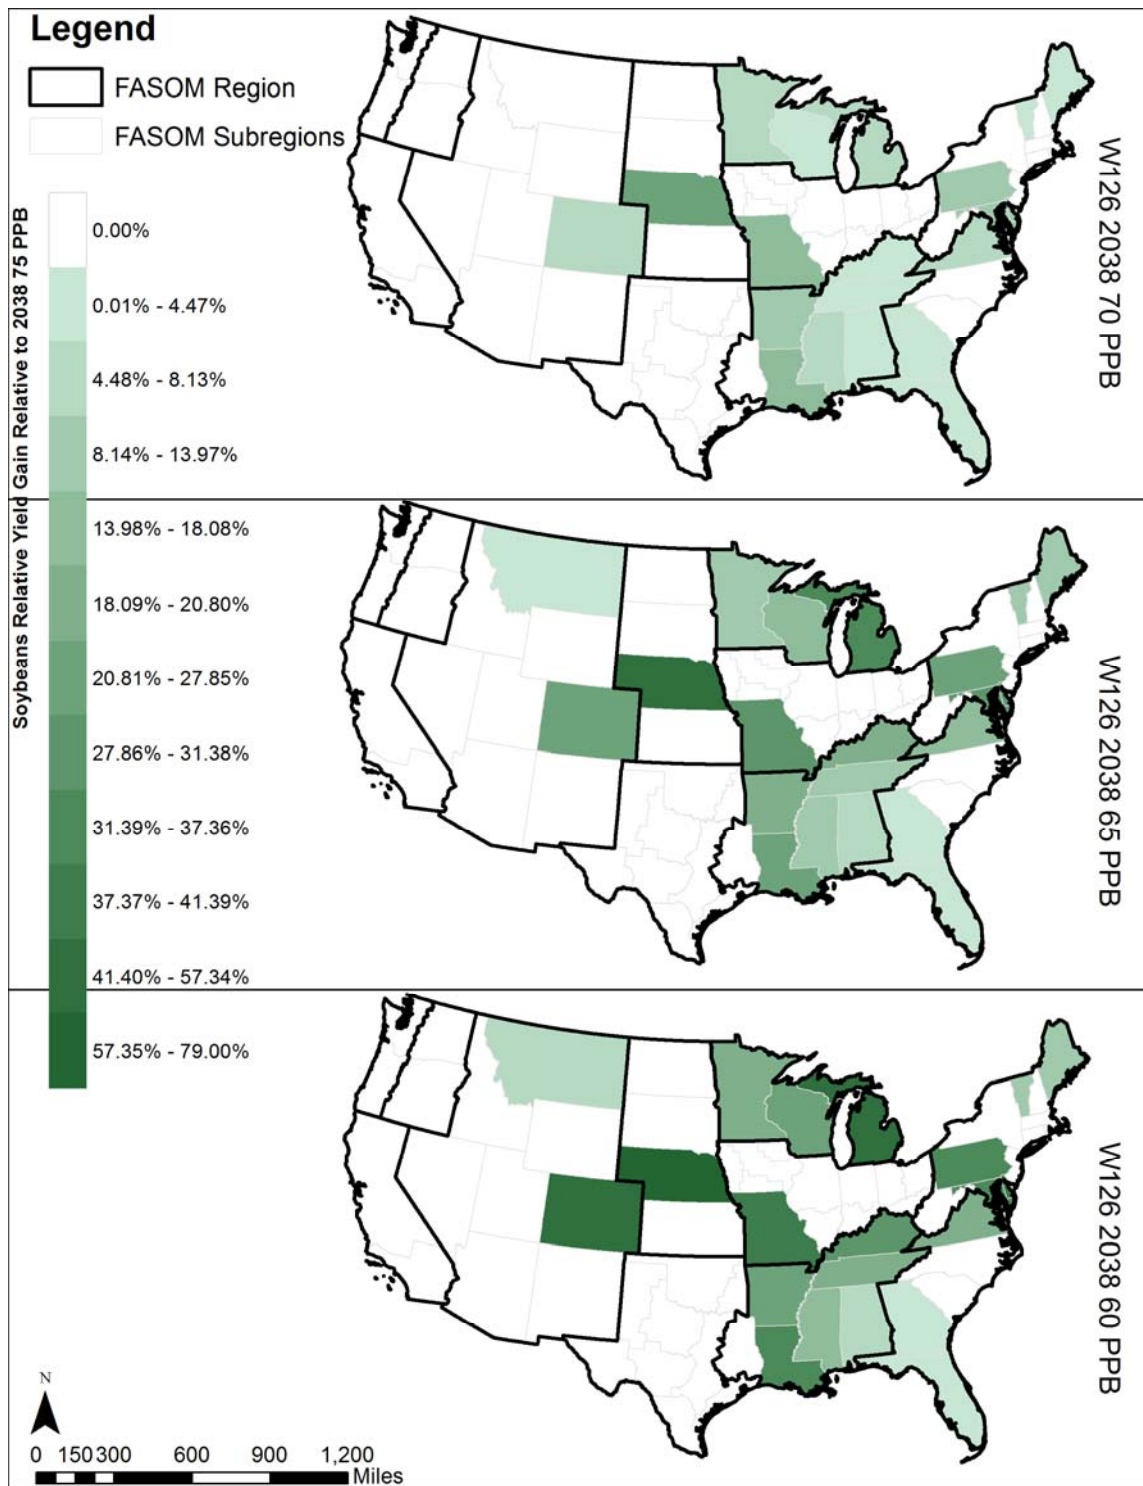 Legend
FASOM Region
FASOM Subregions
Soybeans Relative Yield Gain Relative to 2038 75 PPB
0.00%
0.01% - 4.47%
4.48% - 8.13%
8.14% - 13.97%
13.98% - 18.08%
18.09% - 20.80%
20.81% - 27.85%
27.86% - 31.38%
31.39% - 37.36%
37.37% - 41.39%
41.40% - 57.34%
57.35% - 79.00%
W126 2038 70 PPB
W126 2038 65 PPB
W126 2038 60 PPB
N
0 150 300 600 900 1,200
Miles